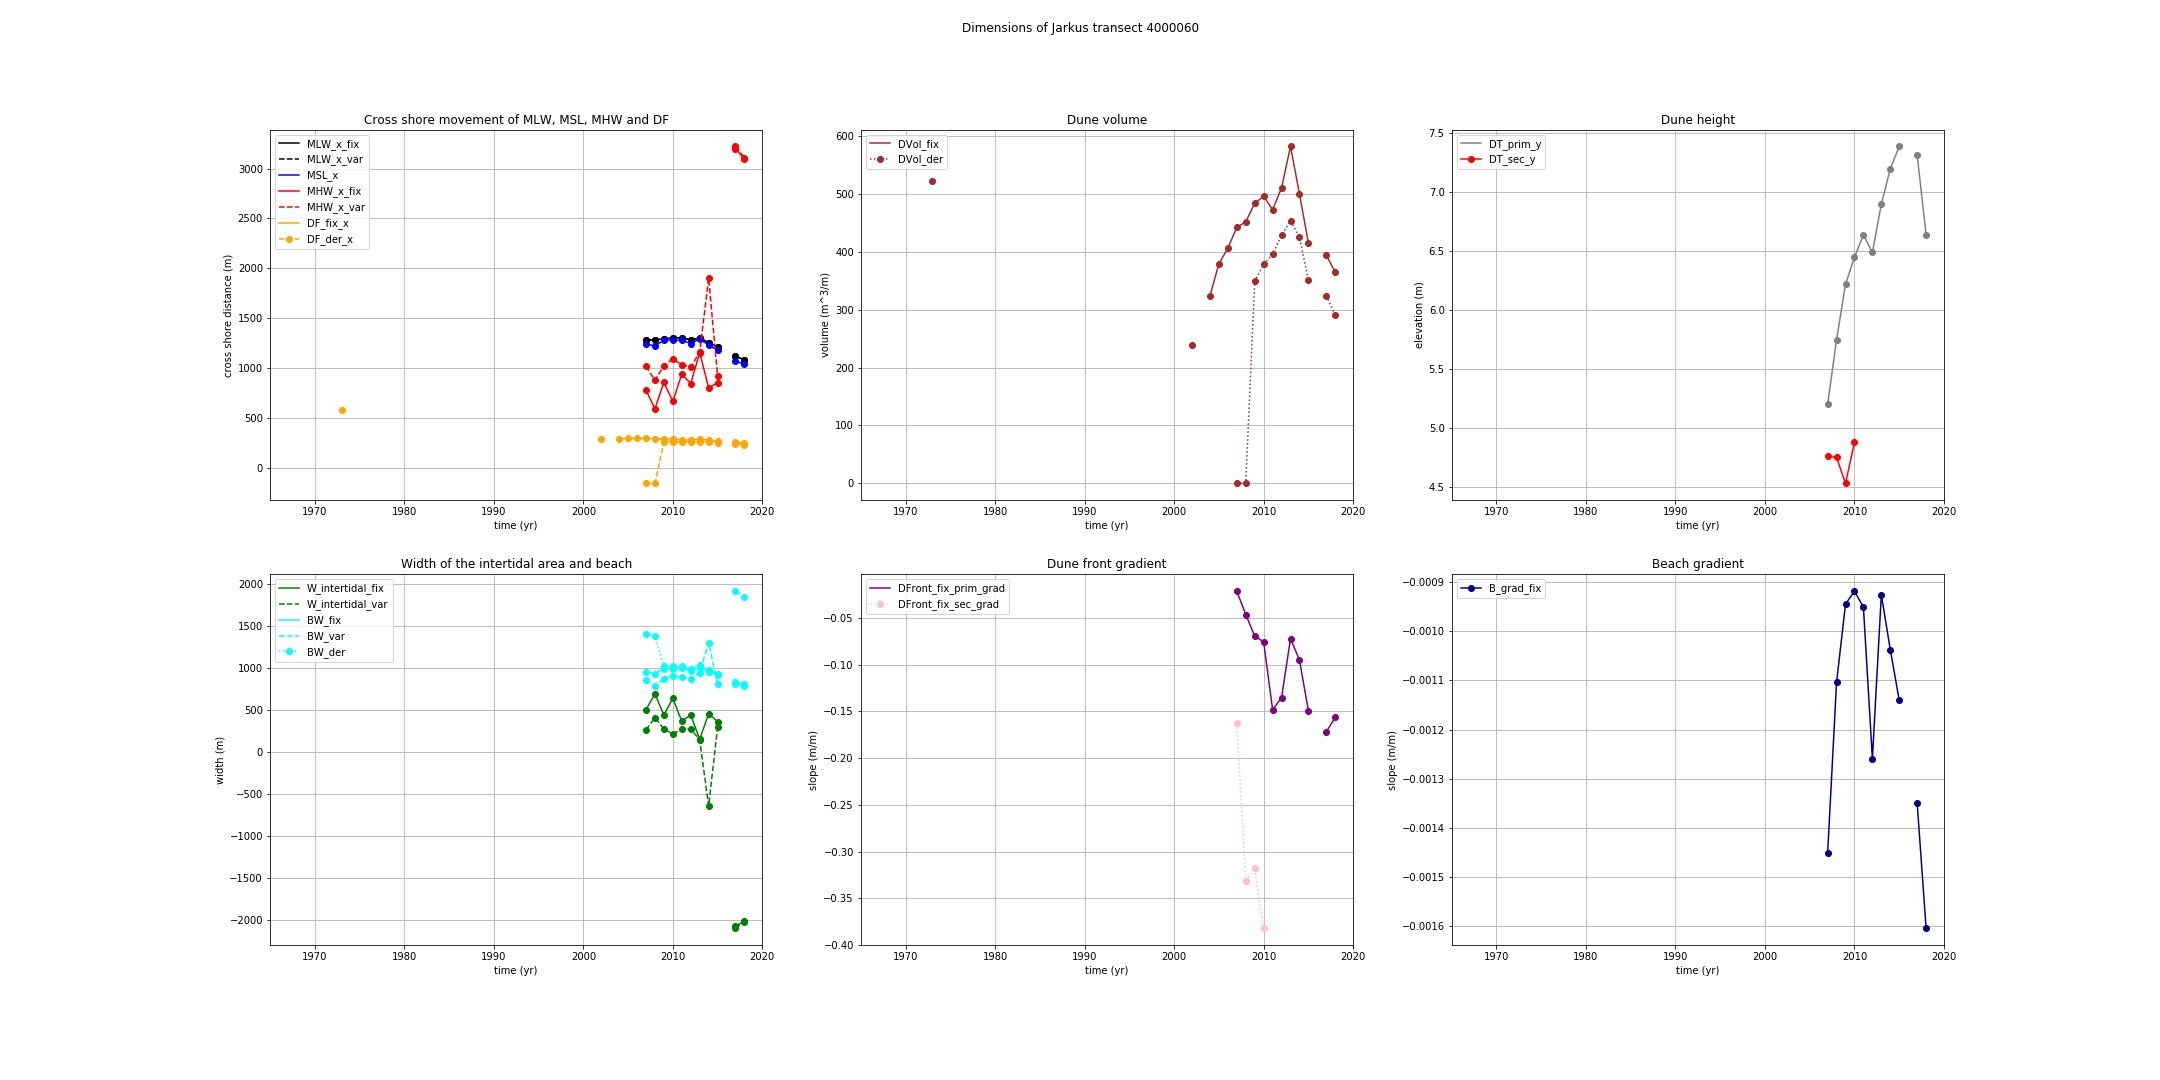 Dimensions of Jarkus transect 4000060
Cross shore movement of MLW, MSL, MHW and DF
MLW_x_fix
MLW_x_var
MSL_x
MHW_x_fix
MHW_x_var
DF_fix_x
DF_der_x
cross shore distance (m)
3000
2500
2000
1500
1000
500
0
1970 1980 1990 2000 2010 2020
time (yr)
Dune volume
DVol_fix
DVol_der
volume (m^3/m)
600
500
400
300
200
100
0
1970 1980 1990 2000 2010 2020
time (yr)
Dune height
DT_prim_y
DT_sec_y
elevation (m)
7.5
7.0
6.5
6.0
5.5
5.0
4.5
1970 1980 1990 2000 2010 2020
time (yr)
Width of the intertidal area and beach
W_intertidal_fix
W_intertidal_var
BW_fix
BW_var
BW_der
width (m)
2000
1500
1000
500
0
−500
−1000
−1500
−2000
1970 1980 1990 2000 2010 2020
time (yr)
Dune front gradient
DFront_fix_prim_grad
DFront_fix_sec_grad
slope (m/m)
−0.05
−0.10
−0.15
−0.20
−0.25
−0.30
−0.35
−0.40
1970 1980 1990 2000 2010 2020
time (yr)
Beach gradient
B_grad_fix
slope (m/m)
−0.0009
−0.0010
−0.0011
−0.0012
−0.0013
−0.0014
−0.0015
−0.0016
1970 1980 1990 2000 2010 2020
time (yr)